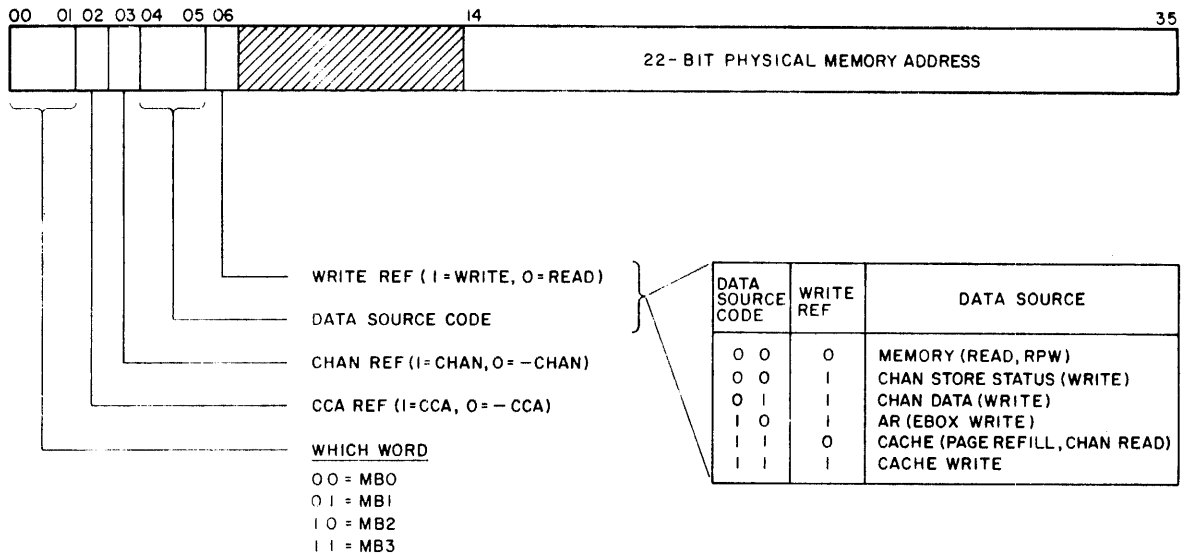 00 01 02 03 04 05 06 14 35
22-BIT PHYSICAL MEMORY ADDRESS
WRITE REF (1=WRITE, 0=READ)
DATA SOURCE CODE
CHAN REF (1=CHAN, 0=-CHAN)
CCA REF (1=CCA, 0=-CCA)
WHICH WORD
00 = MB0
01 = MB1
10 = MB2
11 = MB3
DATA SOURCE CODE WRITE REF DATA SOURCE
0 0 0 MEMORY (READ, RPW)
0 0 1 CHAN STORE STATUS (WRITE)
0 1 1 CHAN DATA (WRITE)
1 0 1 AR (EBOX WRITE)
1 1 0 CACHE (PAGE REFILL, CHAN READ)
1 1 1 CACHE WRITE